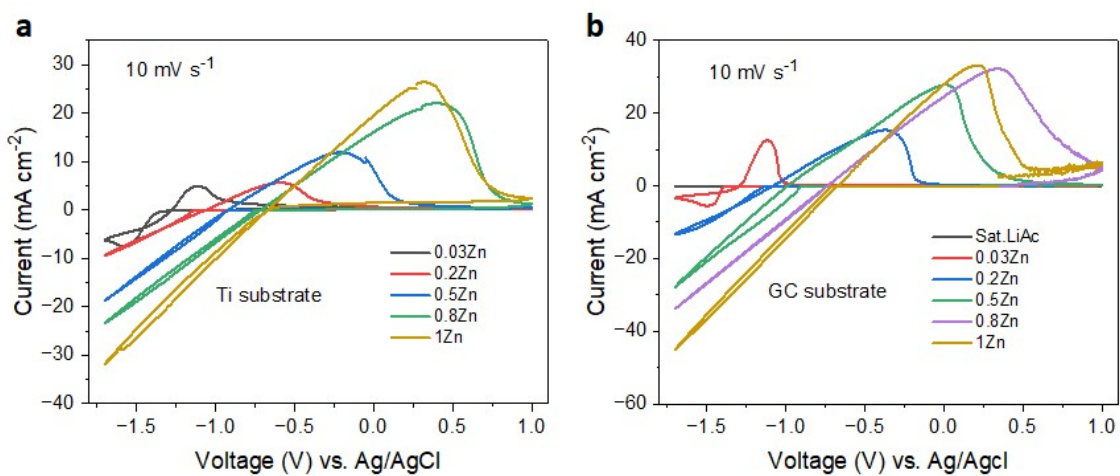 a
10 mV s⁻¹
Current (mA cm⁻²)
30
20
10
0
−10
−20
−30
−40
Ti substrate
0.03Zn
0.2Zn
0.5Zn
0.8Zn
1Zn
−1.5 −1.0 −0.5 0.0 0.5 1.0
Voltage (V) vs. Ag/AgCl
b
10 mV s⁻¹
Current (mA cm⁻²)
40
20
0
−20
−40
−60
GC substrate
Sat.LiAc
0.03Zn
0.2Zn
0.5Zn
0.8Zn
1Zn
−1.5 −1.0 −0.5 0.0 0.5 1.0
Voltage (V) vs. Ag/Agcl